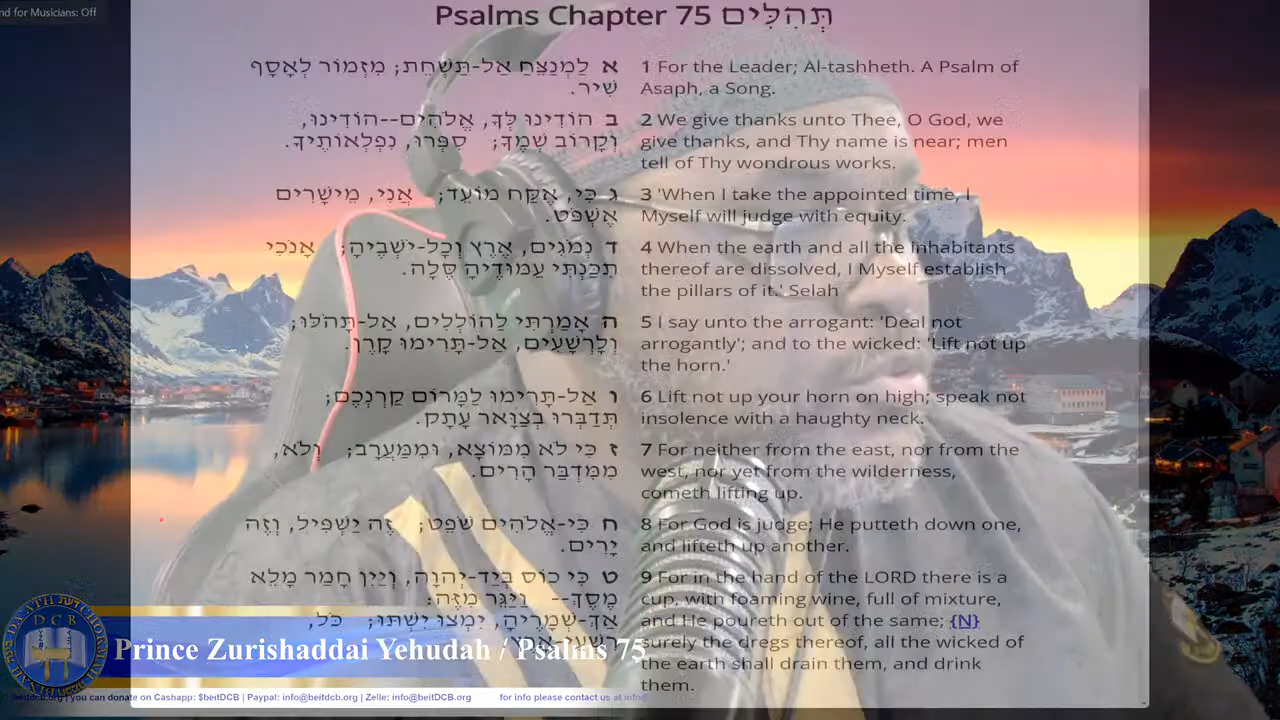 nd for Musicians: Off
Psalms Chapter 75 תְּהִלִּים
א לַמְנַצֵּחַ אַל-תַּשְׁחֵת; מִזְמוֹר לְאָסָף
שִׁיר.
1 For the Leader; Al-tashheth. A Psalm of
Asaph, a Song.
ב הוֹדִינוּ לְּךָ, אֱלֹהִים--הוֹדִינוּ,
וְקָרוֹב שְׁמֶךָ; סִפְּרוּ, נִפְלְאוֹתֶיךָ.
2 We give thanks unto Thee, O God, we
give thanks, and Thy name is near; men
tell of Thy wondrous works.
ג כִּי, אֶקַּח מוֹעֵד; אֲנִי, מֵישָׁרִים
אֶשְׁפֹּט.
3 'When I take the appointed time, I
Myself will judge with equity.
ד נְמֹגִים, אֶרֶץ וְכָל-יֹשְׁבֶיהָ; אָנֹכִי
תִכַּנְתִּי עַמּוּדֶיהָ סֶּלָה.
4 When the earth and all the inhabitants
thereof are dissolved, I Myself establish
the pillars of it.' Selah
ה אָמַרְתִּי לַהוֹלְלִים, אַל-תָּהֹלּוּ;
וְלָרְשָׁעִים, אַל-תָּרִימוּ קָרֶן.
5 I say unto the arrogant: 'Deal not
arrogantly'; and to the wicked: 'Lift not up
the horn.'
ו אַל-תָּרִימוּ לַמָּרוֹם קַרְנְכֶם;
תְּדַבְּרוּ בְצַוָּאר עָתָק.
6 Lift not up your horn on high; speak not
insolence with a haughty neck.
ז כִּי לֹא מִמּוֹצָא, וּמִמַּעֲרָב; וְלֹא,
מִמִּדְבַּר הָרִים.
7 For neither from the east, nor from the
west, nor yet from the wilderness,
cometh lifting up.
ח כִּי-אֱלֹהִים שֹׁפֵט; זֶה יַשְׁפִּיל, וְזֶה
יָרִים.
8 For God is judge; He putteth down one,
and lifteth up another.
ט כִּי כוֹס בְּיַד-יְהוָה, וְיַיִן חָמַר מָלֵא
מֶסֶךְ-- וַיַּגֵּר מִזֶּה:
אַךְ-שְׁמָרֶיהָ, יִמְצוּ יִשְׁתּוּ; כֹּל,
9 For in the hand of the LORD there is a
cup, with foaming wine, full of mixture,
and He poureth out of the same; {N}
surely the dregs thereof, all the wicked of
the earth shall drain them, and drink
them.
DCB
Prince Zurishaddai Yehudah / Psalms 75
beitdcb.org | you can donate on Cashapp: $beitDCB | Paypal: info@beitdcb.org | Zelle: info@beitDCB.org for info please contact us at info@